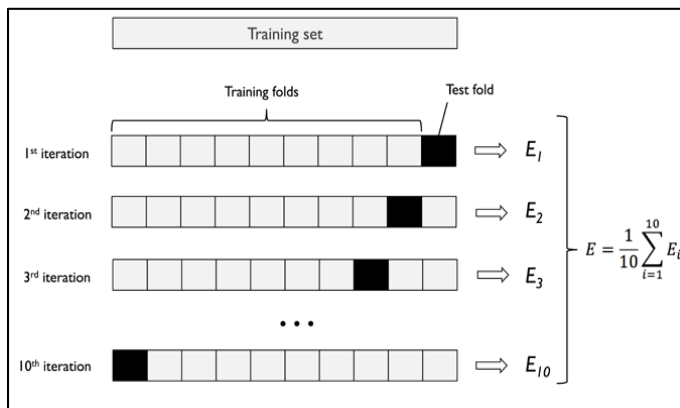 Training set
Training folds
Test fold
1st iteration
E1
2nd iteration
E2
3rd iteration
E3
E = 1/10 ∑ i=1 10 Ei
...
10th iteration
E10